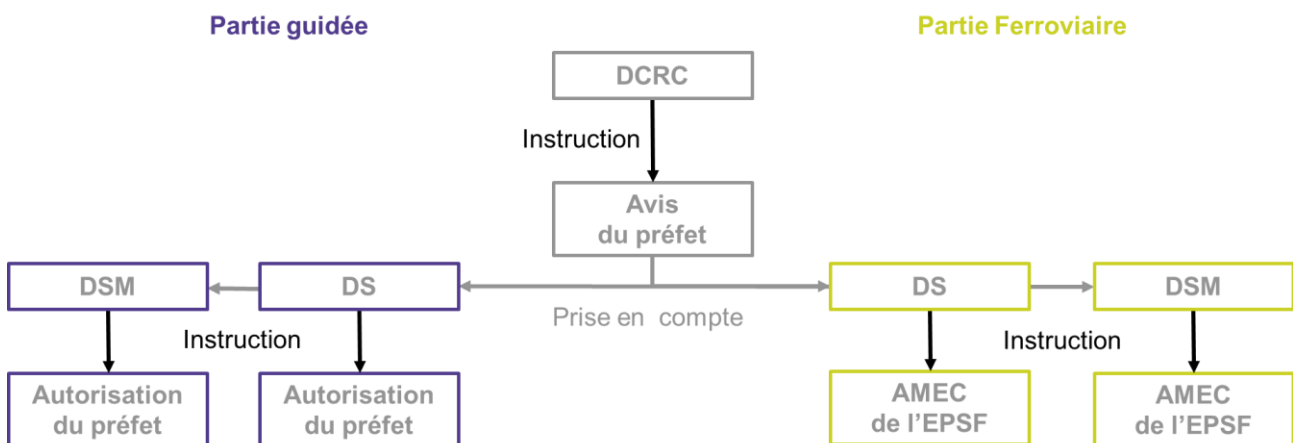 Partie guidée
Partie Ferroviaire
DCRC
Instruction
Avis
du préfet
DSM
DS
DS
DSM
Prise en compte
Instruction
Instruction
Autorisation
du préfet
Autorisation
du préfet
AMEC
de l'EPSF
AMEC
de l'EPSF